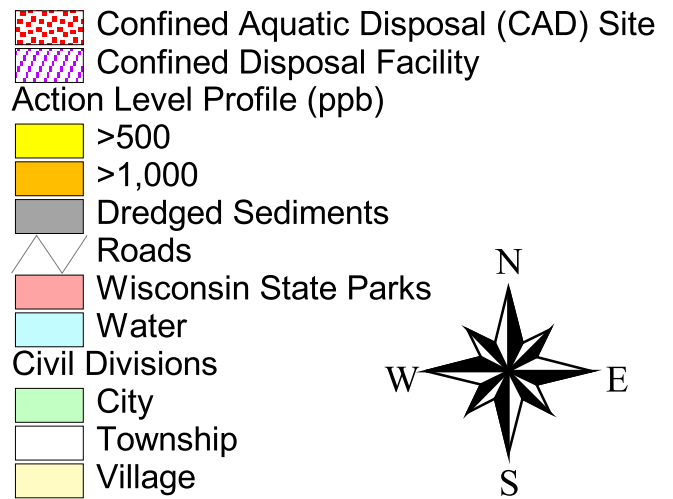 Confined Aquatic Disposal (CAD) Site
Confined Disposal Facility
Action Level Profile (ppb)
>500
>1,000
Dredged Sediments
Roads
Wisconsin State Parks
Water
Civil Divisions
City
Township
Village
N
W
E
S